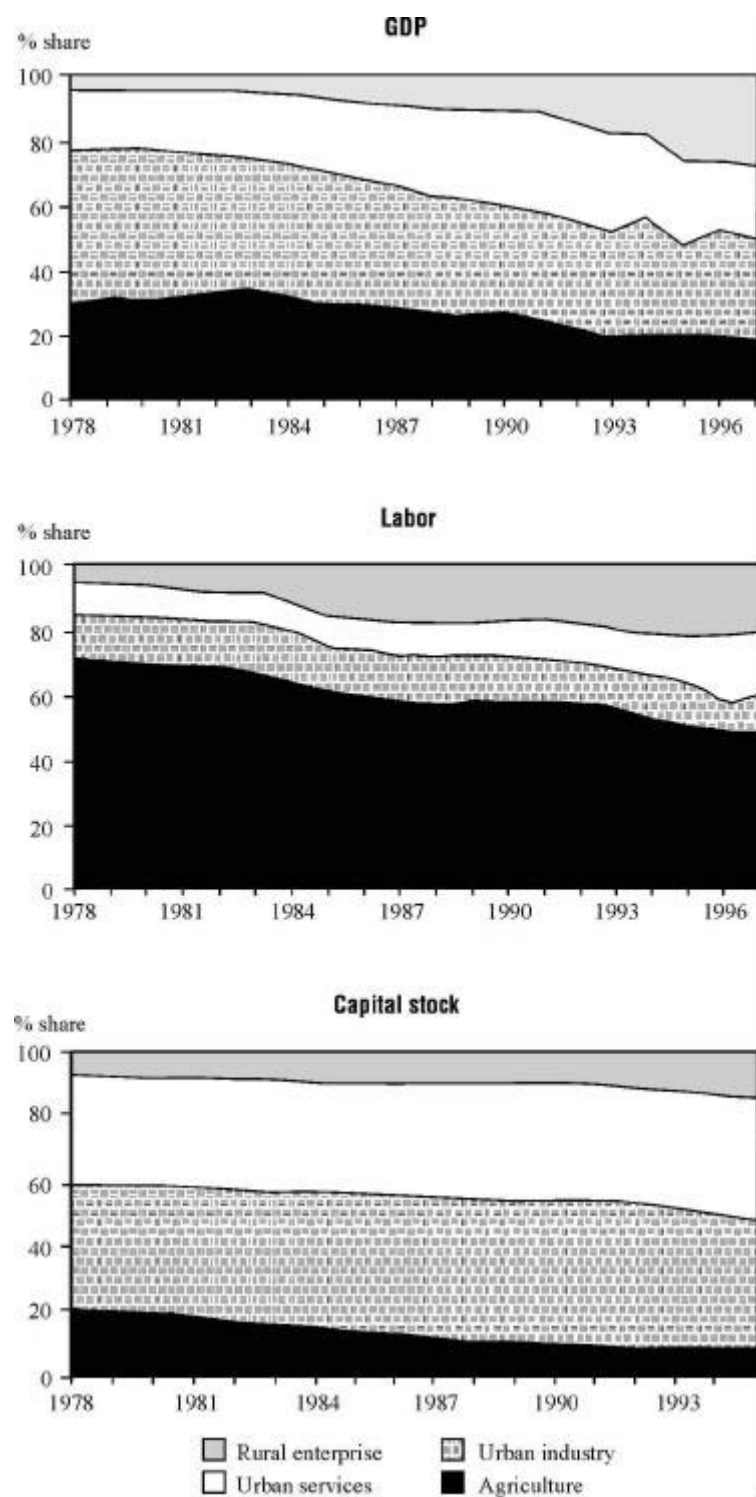 GDP
% share
100
80
60
40
20
0
1978 1981 1984 1987 1990 1993 1996
Labor
% share
100
80
60
40
20
0
1978 1981 1984 1987 1990 1993 1996
Capital stock
% share
100
80
60
40
20
0
1978 1981 1984 1987 1990 1993
Rural enterprise Urban industry
Urban services Agriculture